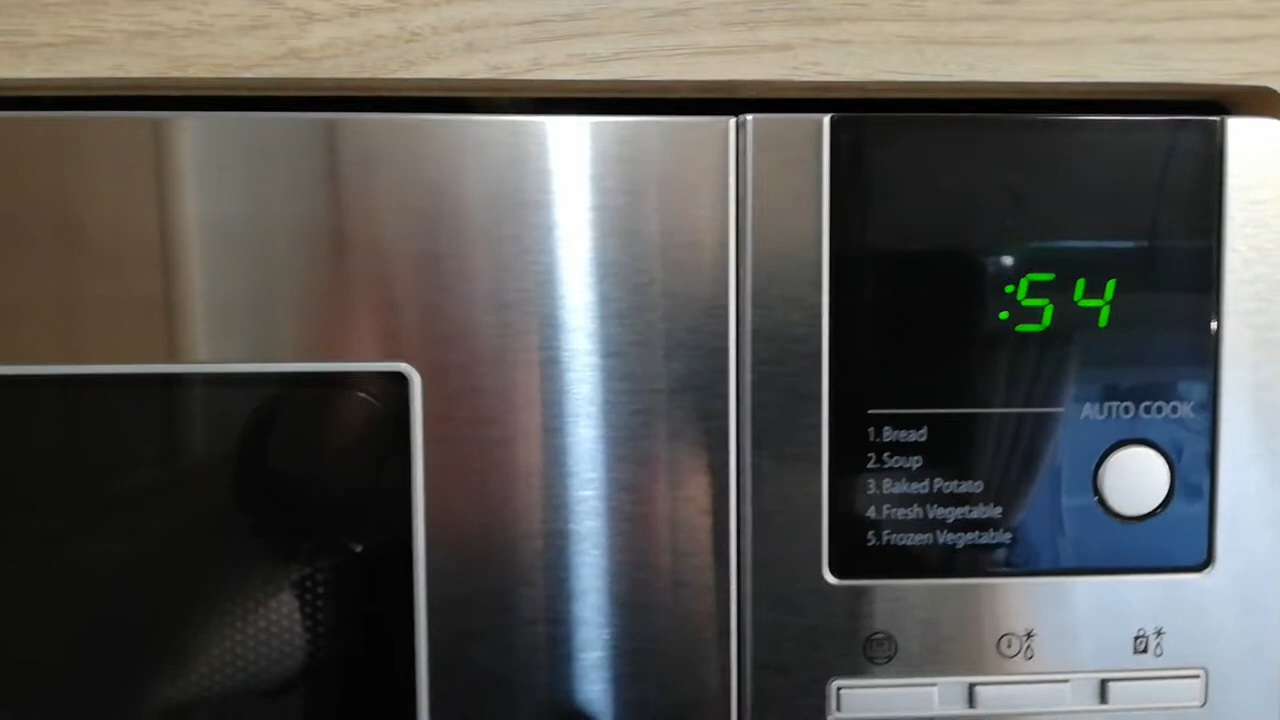 :54
AUTO COOK
1. Bread
2. Soup
3. Baked Potato
4. Fresh Vegetable
5. Frozen Vegetable